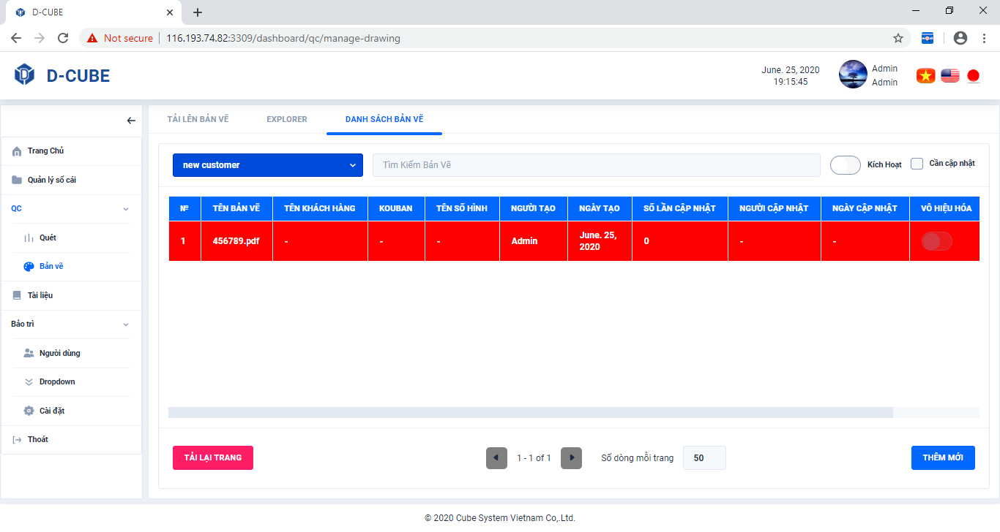 D-CUBE
Not secure
116.193.74.82:3309/dashboard/qc/manage-drawing
D-CUBE
June. 25, 2020
19:15:45
Admin
Admin
Trang Chủ
Quản lý sổ cái
QC
Quét
Bản vẽ
Tài liệu
Bảo trì
Người dùng
Dropdown
Cài đặt
Thoát
TẢI LÊN BẢN VẼ
EXPLORER
DANH SÁCH BẢN VẼ
new customer
Tìm Kiếm Bản Vẽ
Kích Hoạt
Cần cập nhật
№ TÊN BẢN VẼ TÊN KHÁCH HÀNG KOUBAN TÊN SỐ HÌNH NGƯỜI TẠO NGÀY TẠO SỐ LẦN CẬP NHẬT NGƯỜI CẬP NHẬT NGÀY CẬP NHẬT VÔ HIỆU HÓA
1 456789.pdf - - - Admin June. 25, 2020 0 - -
TẢI LẠI TRANG
1 - 1 of 1
Số dòng mỗi trang
50
THÊM MỚI
© 2020 Cube System Vietnam Co,.Ltd.